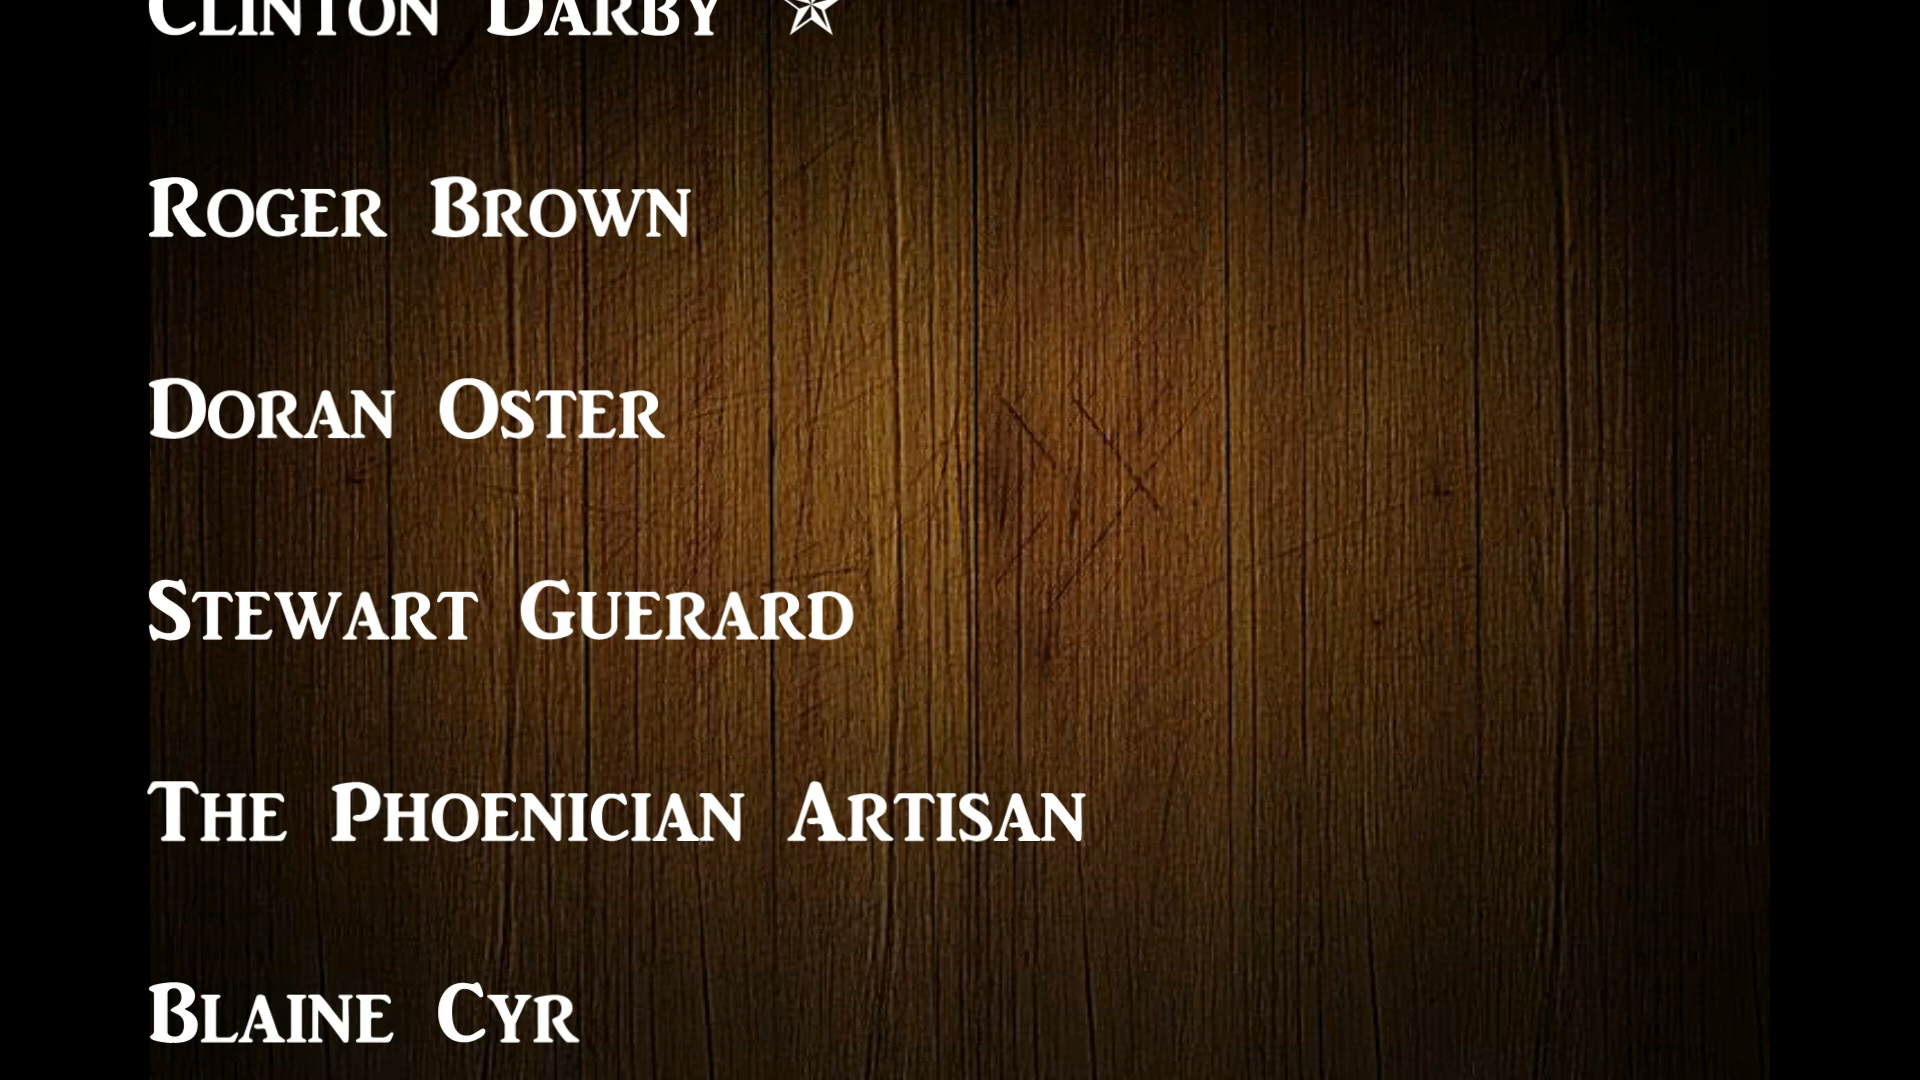 Clinton Darby ☆
Roger Brown
Doran Oster
Stewart Guerard
The Phoenician Artisan
Blaine Cyr